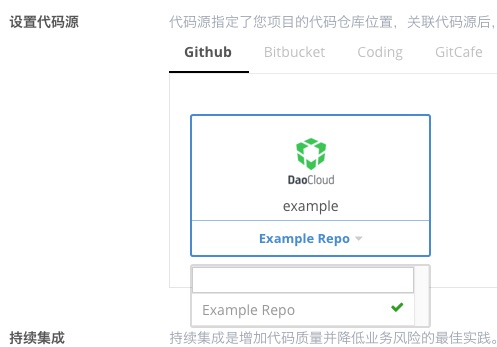 设置代码源
代码源指定了您项目的代码仓库位置，关联代码源后，
Github Bitbucket Coding GitCafe
DaoCloud
example
Example Repo
Example Repo
持续集成
持续集成是增加代码质量并降低业务风险的最佳实践。